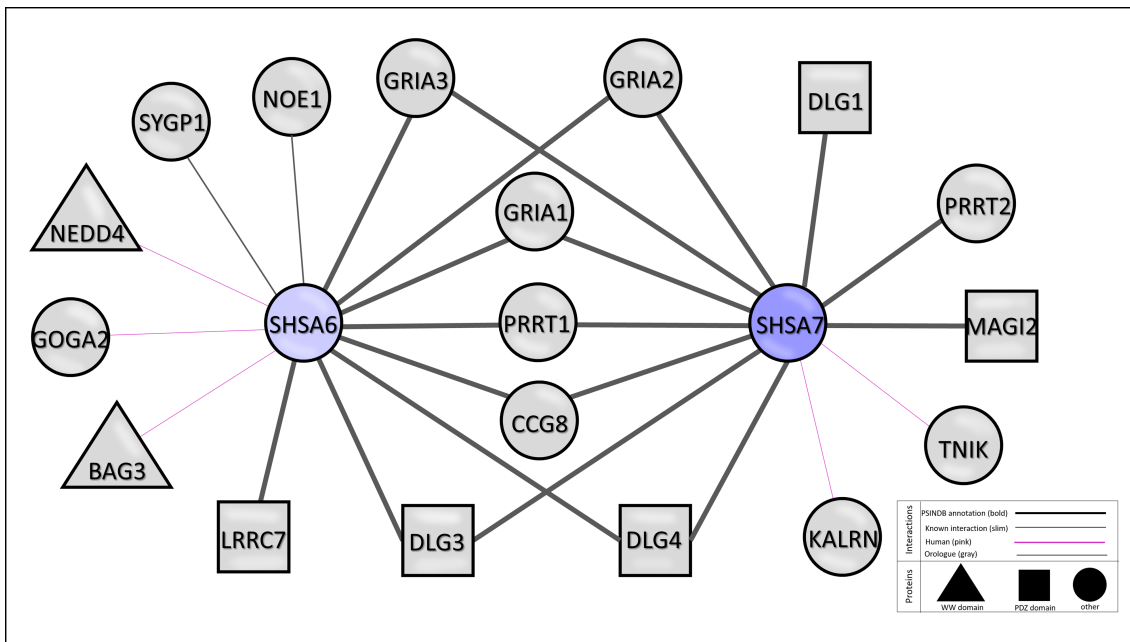 GRIA3
GRIA2
NOE1
DLG1
SYGP1
PRRT2
GRIA1
NEDD4
SHSA6
PRRT1
SHSA7
MAGI2
GOGA2
CCG8
TNIK
BAG3
LRRC7
DLG3
DLG4
KALRN
Interactions
PSINDB annotation (bold)
Known interaction (slim)
Human (pink)
Orologue (gray)
Proteins
WW domain
PDZ domain
other